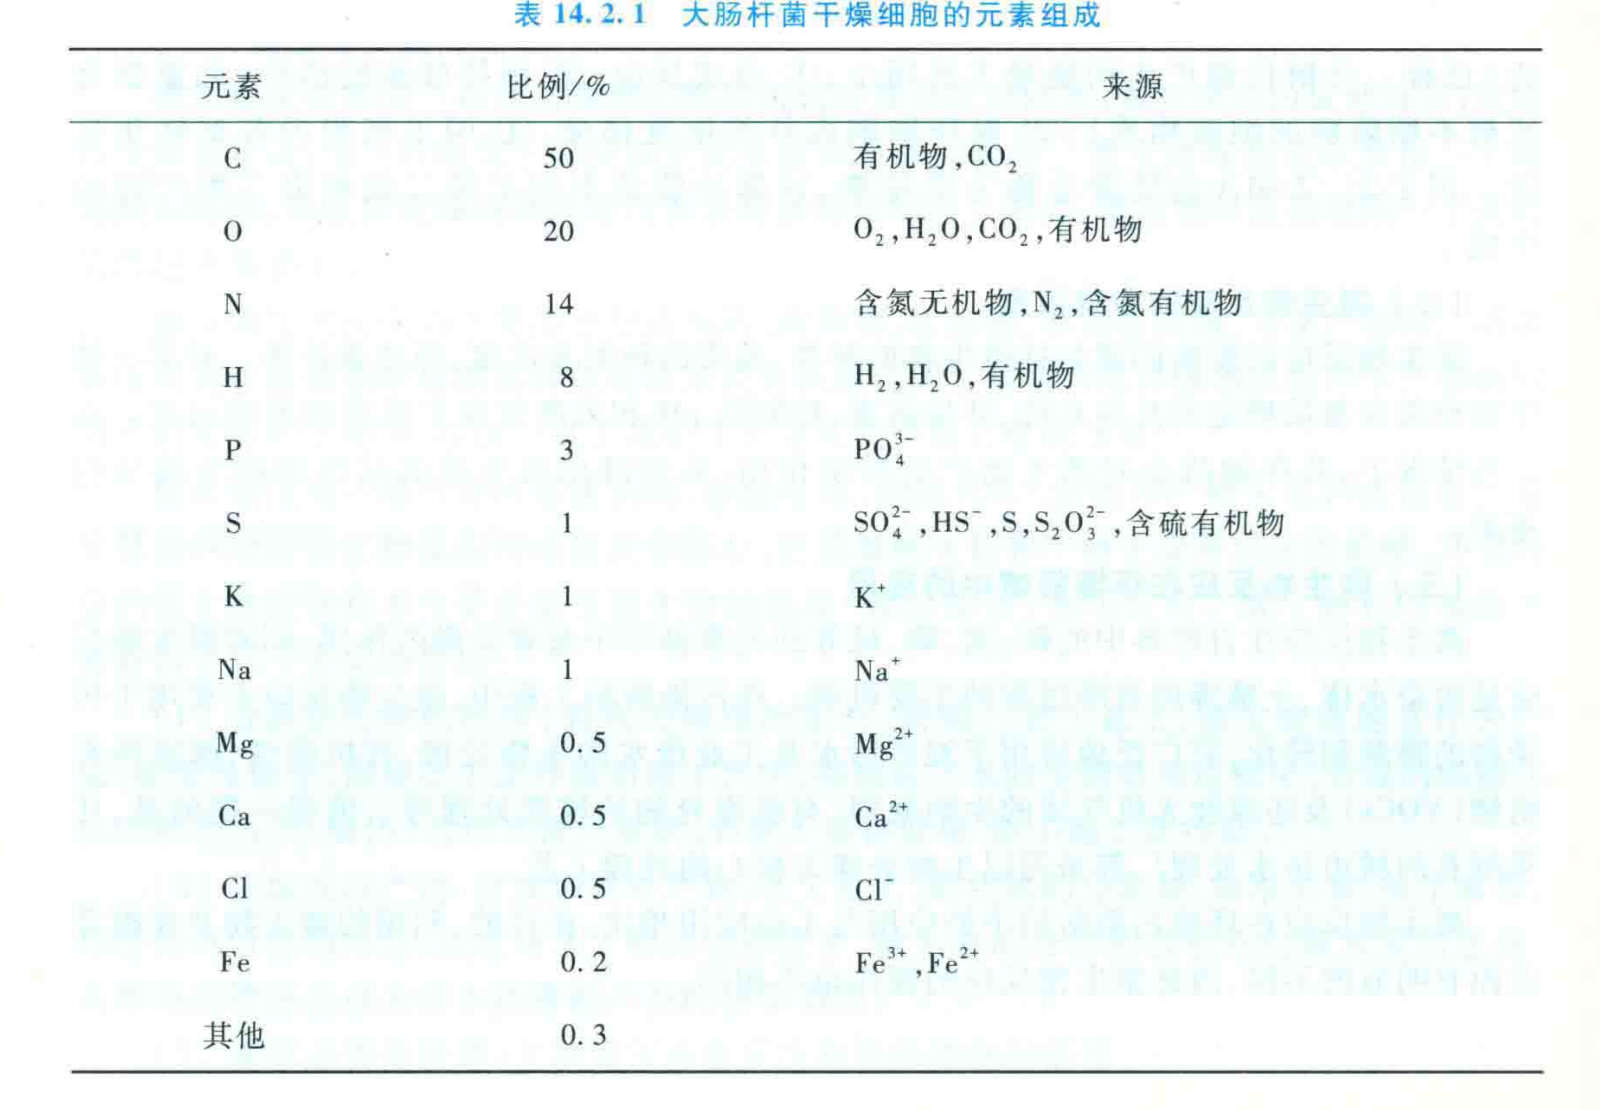 表 14.2.1 大肠杆菌干燥细胞的元素组成
元素 比例/% 来源
C 50 有机物,CO₂
O 20 O₂,H₂O,CO₂,有机物
N 14 含氮无机物,N₂,含氮有机物
H 8 H₂,H₂O,有机物
P 3 PO₄³⁻
S 1 SO₄²⁻,HS⁻,S,S₂O₃²⁻,含硫有机物
K 1 K⁺
Na 1 Na⁺
Mg 0.5 Mg²⁺
Ca 0.5 Ca²⁺
Cl 0.5 Cl⁻
Fe 0.2 Fe³⁺,Fe²⁺
其他 0.3